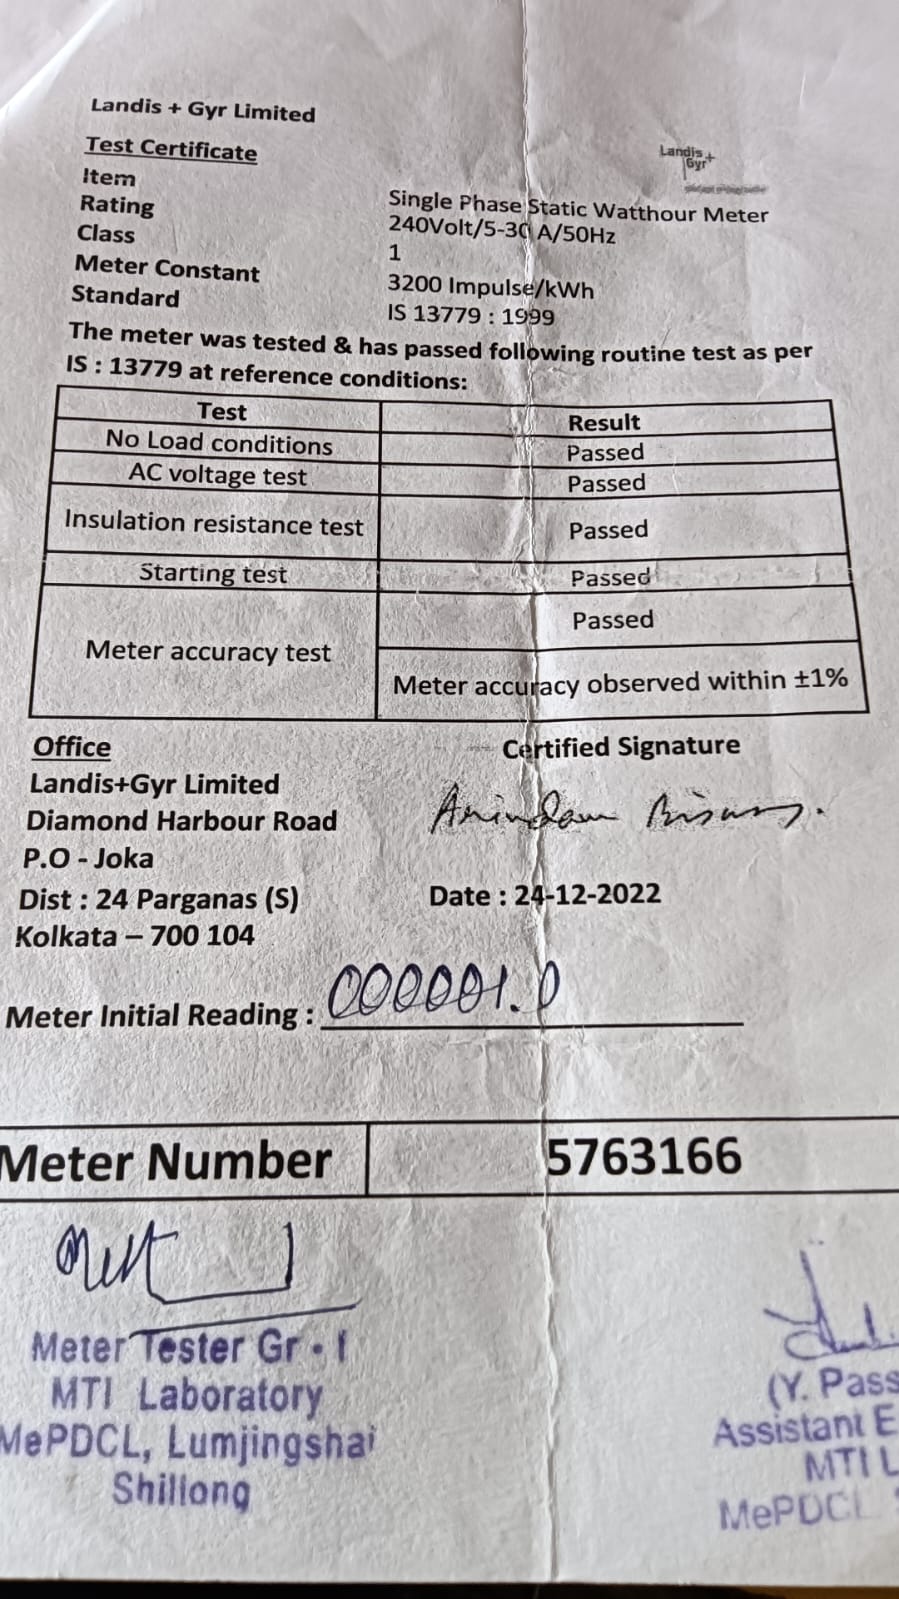 Landis + Gyr Limited
Test Certificate
Landis +
Gyr
Item Single Phase Static Watthour Meter
Rating 240Volt/5-30 A/50Hz
Class 1
Meter Constant 3200 Impulse/kWh
Standard IS 13779 : 1999
The meter was tested & has passed following routine test as per
IS : 13779 at reference conditions:
Test Result
No Load conditions Passed
AC voltage test Passed
Insulation resistance test Passed
Starting test Passed
Meter accuracy test Passed
Meter accuracy observed within ±1%
Office Certified Signature
Landis+Gyr Limited
Diamond Harbour Road Arindam
P.O - Joka
Dist : 24 Parganas (S) Date : 24-12-2022
Kolkata – 700 104
Meter Initial Reading : 000001.0
Meter Number 5763166
Meter Tester Gr - I
MTI Laboratory
MePDCL, Lumjingshai
Shillong
(Y. Pass
Assistant E
MTI L
MePDCL